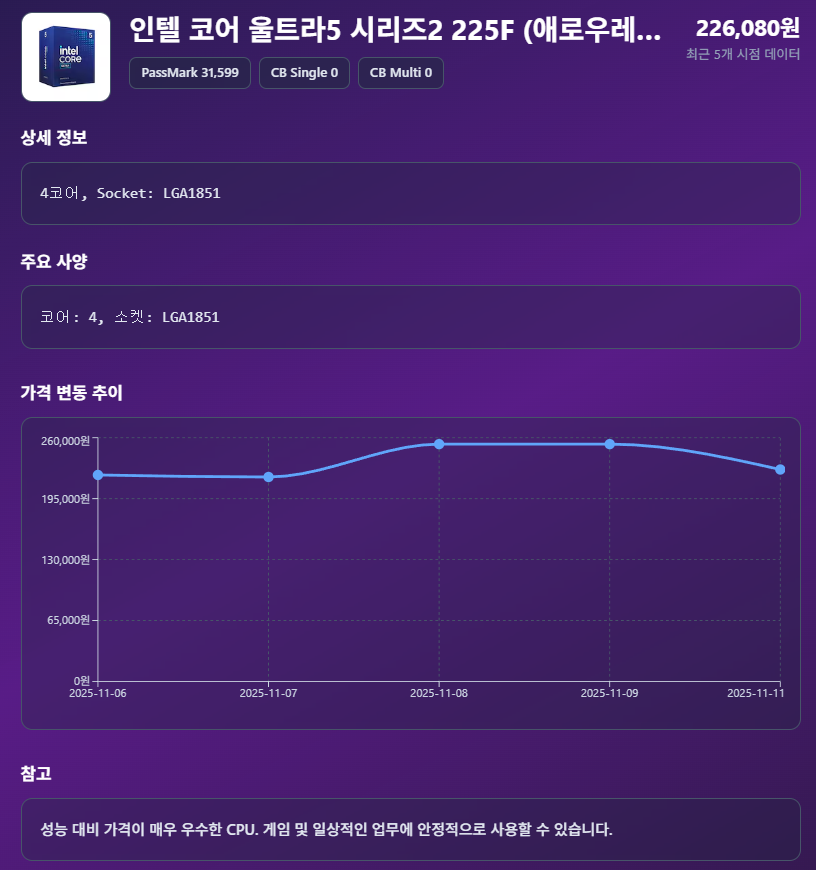 인텔 코어 울트라5 시리즈2 225F (애로우레...
226,080원
최근 5개 시점 데이터
PassMark 31,599
CB Single 0
CB Multi 0
intel
CORE
5
상세 정보
4코어, Socket: LGA1851
주요 사양
코어: 4, 소켓: LGA1851
가격 변동 추이
260,000원
195,000원
130,000원
65,000원
0원
2025-11-06
2025-11-07
2025-11-08
2025-11-09
2025-11-11
참고
성능 대비 가격이 매우 우수한 CPU. 게임 및 일상적인 업무에 안정적으로 사용할 수 있습니다.